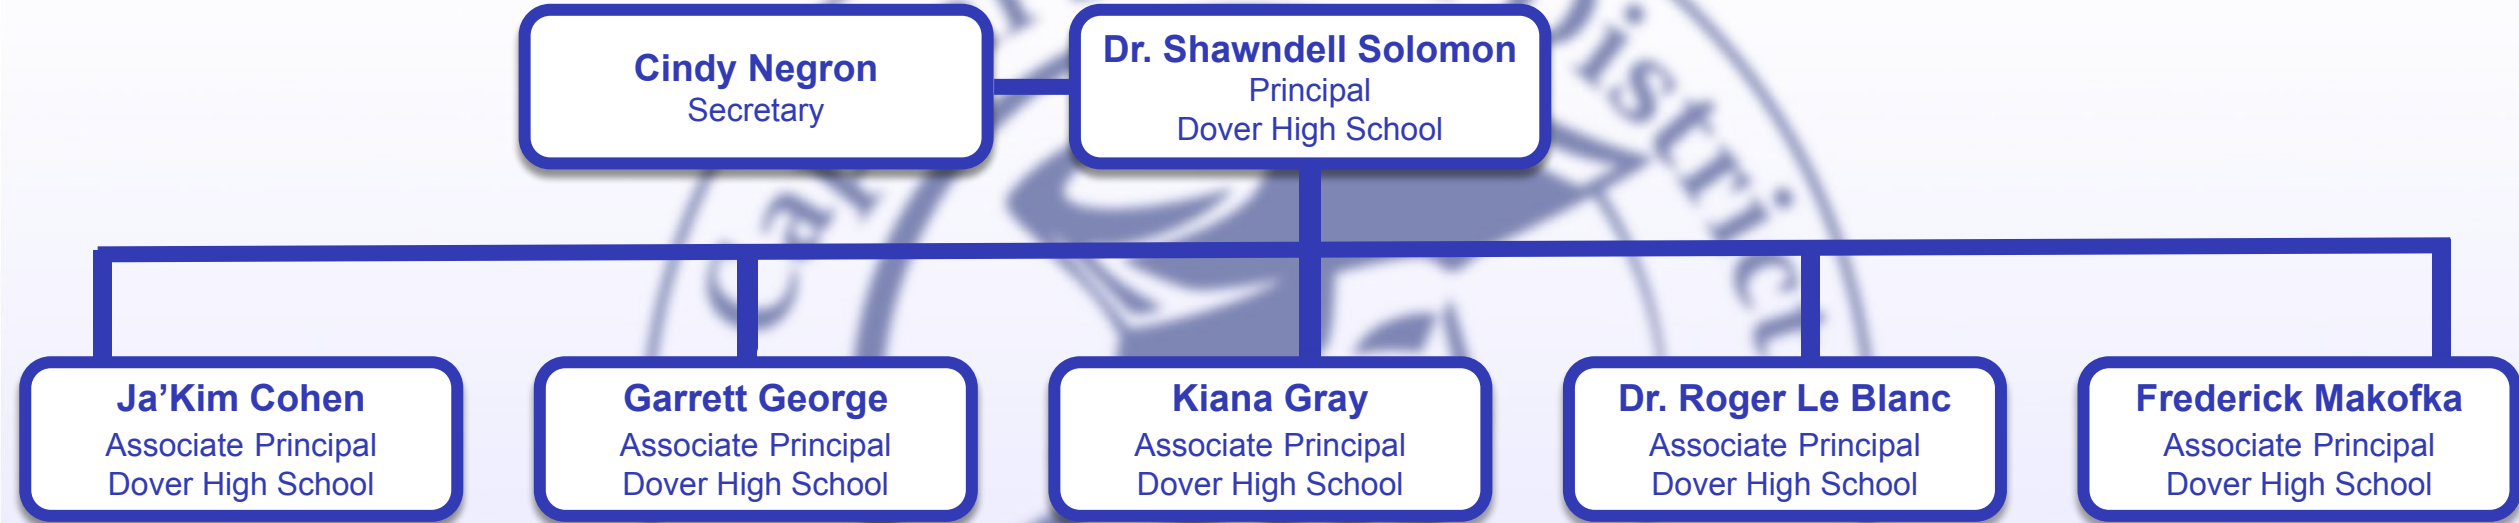 Cindy Negron
Secretary
Dr. Shawndell Solomon
Principal
Dover High School
Ja’Kim Cohen
Associate Principal
Dover High School
Garrett George
Associate Principal
Dover High School
Kiana Gray
Associate Principal
Dover High School
Dr. Roger Le Blanc
Associate Principal
Dover High School
Frederick Makofka
Associate Principal
Dover High School
District